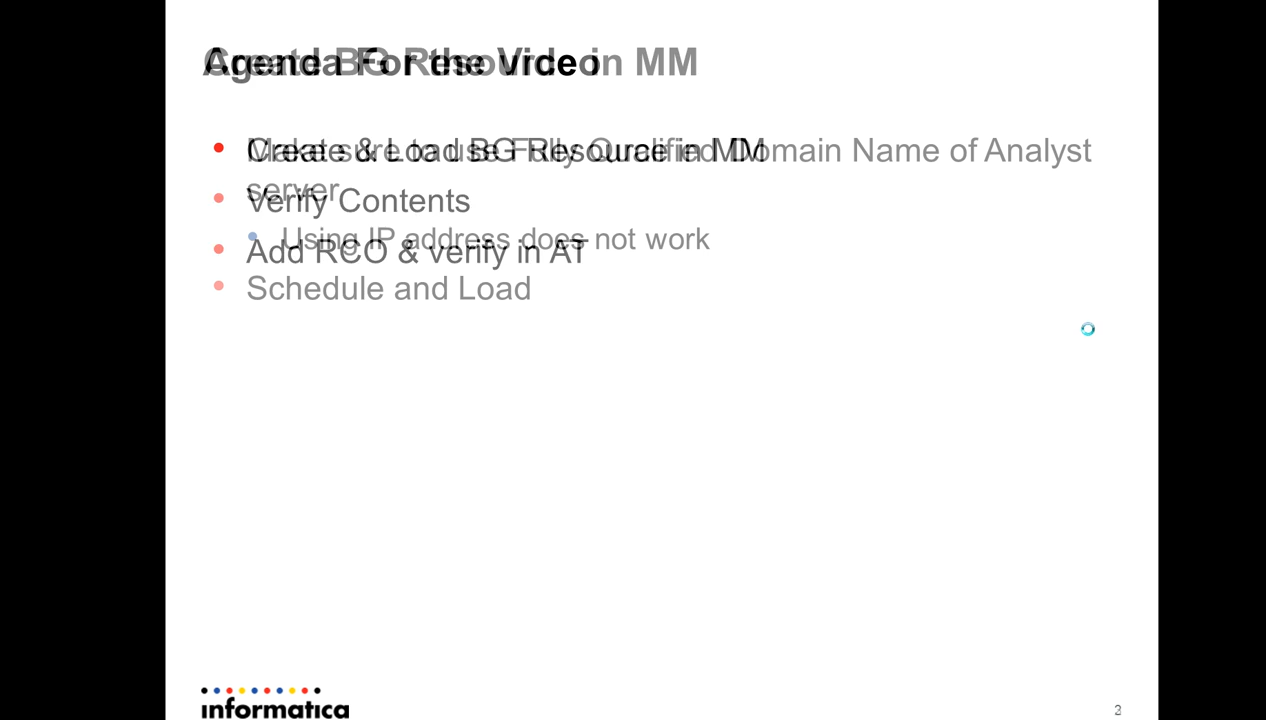 Agenda For the Video
Create BG Resource in MM
Create & Load BG Resource in MM
Make sure to use Fully Qualified Domain Name of Analyst
server
Verify Contents
Using IP address does not work
Add RCO & verify in AT
Schedule and Load
informatica